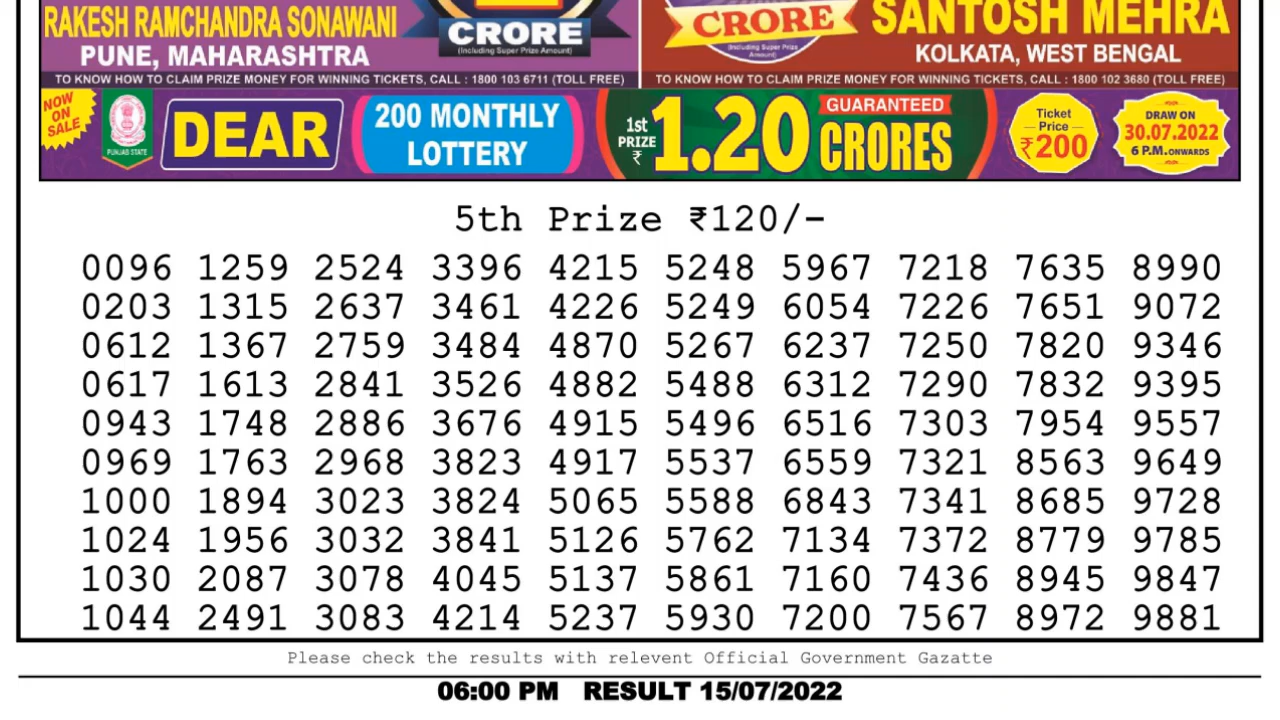 RAKESH RAMCHANDRA SONAWANI
PUNE, MAHARASHTRA
CRORE
(Including Super Prize Amount)
CRORE
(Including Super Prize Amount)
SANTOSH MEHRA
KOLKATA, WEST BENGAL
TO KNOW HOW TO CLAIM PRIZE MONEY FOR WINNING TICKETS, CALL : 1800 103 6711 (TOLL FREE)
TO KNOW HOW TO CLAIM PRIZE MONEY FOR WINNING TICKETS, CALL : 1800 102 3680 (TOLL FREE)
NOW ON SALE
PUNJAB STATE
DEAR
200 MONTHLY
LOTTERY
1st PRIZE ₹
1.20
GUARANTEED
CRORES
Ticket
Price
₹200
DRAW ON
30.07.2022
6 P.M. ONWARDS
5th Prize ₹120/-
0096 1259 2524 3396 4215 5248 5967 7218 7635 8990
0203 1315 2637 3461 4226 5249 6054 7226 7651 9072
0612 1367 2759 3484 4870 5267 6237 7250 7820 9346
0617 1613 2841 3526 4882 5488 6312 7290 7832 9395
0943 1748 2886 3676 4915 5496 6516 7303 7954 9557
0969 1763 2968 3823 4917 5537 6559 7321 8563 9649
1000 1894 3023 3824 5065 5588 6843 7341 8685 9728
1024 1956 3032 3841 5126 5762 7134 7372 8779 9785
1030 2087 3078 4045 5137 5861 7160 7436 8945 9847
1044 2491 3083 4214 5237 5930 7200 7567 8972 9881
Please check the results with relevent Official Government Gazatte
06:00 PM RESULT 15/07/2022